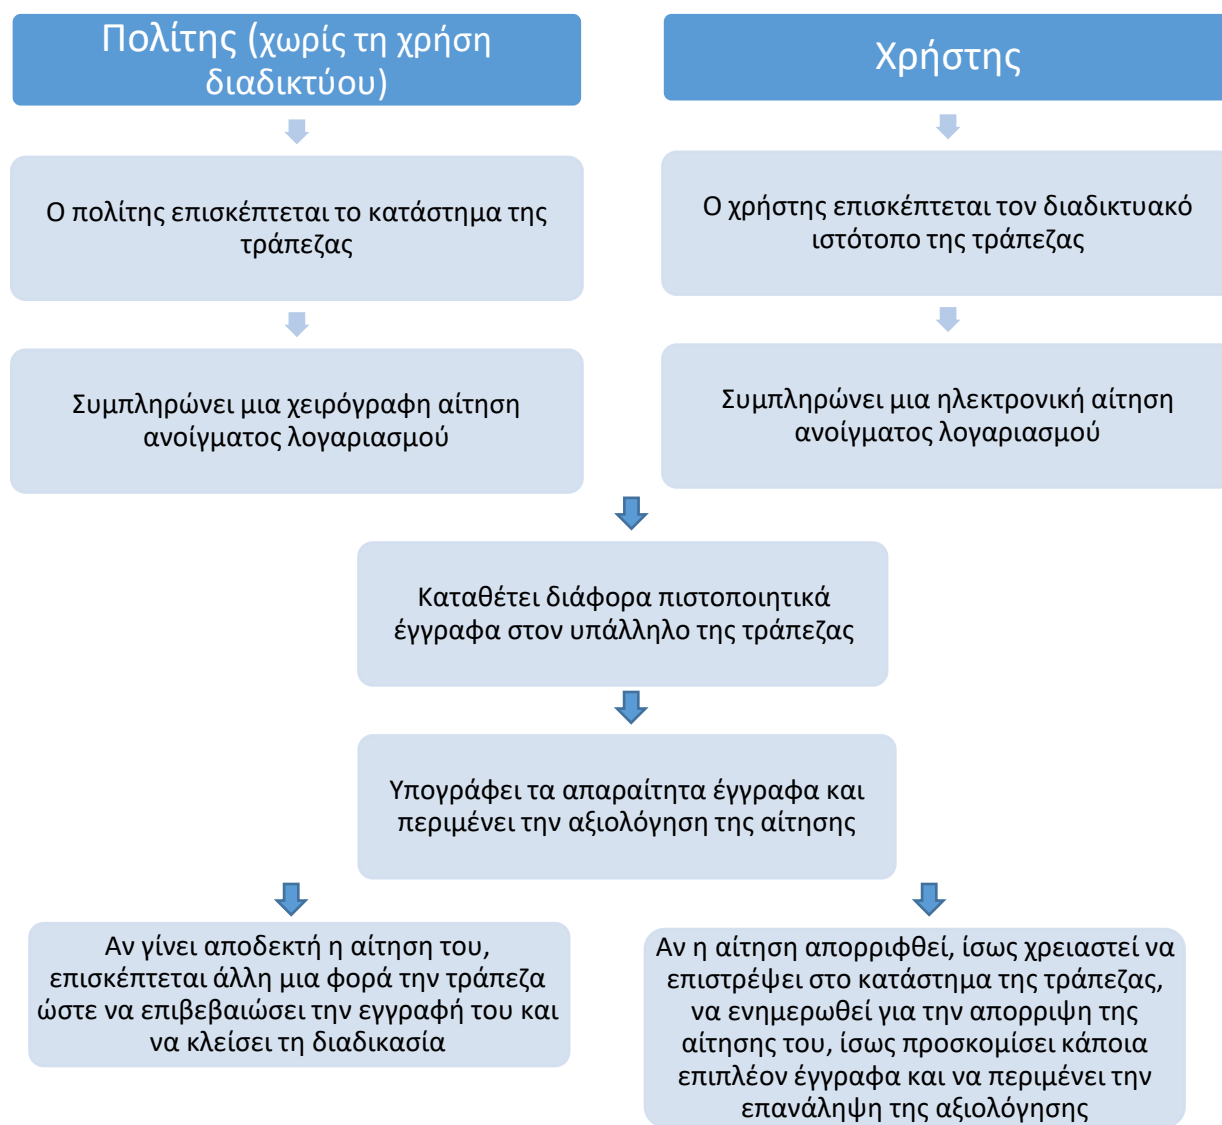 Πολίτης (χωρίς τη χρήση
διαδικτύου)
Χρήστης
Ο πολίτης επισκέπτεται το κατάστημα της
τράπεζας
Ο χρήστης επισκέπτεται τον διαδικτυακό
ιστότοπο της τράπεζας
Συμπληρώνει μια χειρόγραφη αίτηση
ανοίγματος λογαριασμού
Συμπληρώνει μια ηλεκτρονική αίτηση
ανοίγματος λογαριασμού
Καταθέτει διάφορα πιστοποιητικά
έγγραφα στον υπάλληλο της τράπεζας
Υπογράφει τα απαραίτητα έγγραφα και
περιμένει την αξιολόγηση της αίτησης
Αν γίνει αποδεκτή η αίτηση του,
επισκέπτεται άλλη μια φορά την τράπεζα
ώστε να επιβεβαιώσει την εγγραφή του και
να κλείσει τη διαδικασία
Αν η αίτηση απορριφθεί, ίσως χρειαστεί να
επιστρέψει στο κατάστημα της τράπεζας,
να ενημερωθεί για την απορριψη της
αίτησης του, ίσως προσκομίσει κάποια
επιπλέον έγγραφα και να περιμένει την
επανάληψη της αξιολόγησης